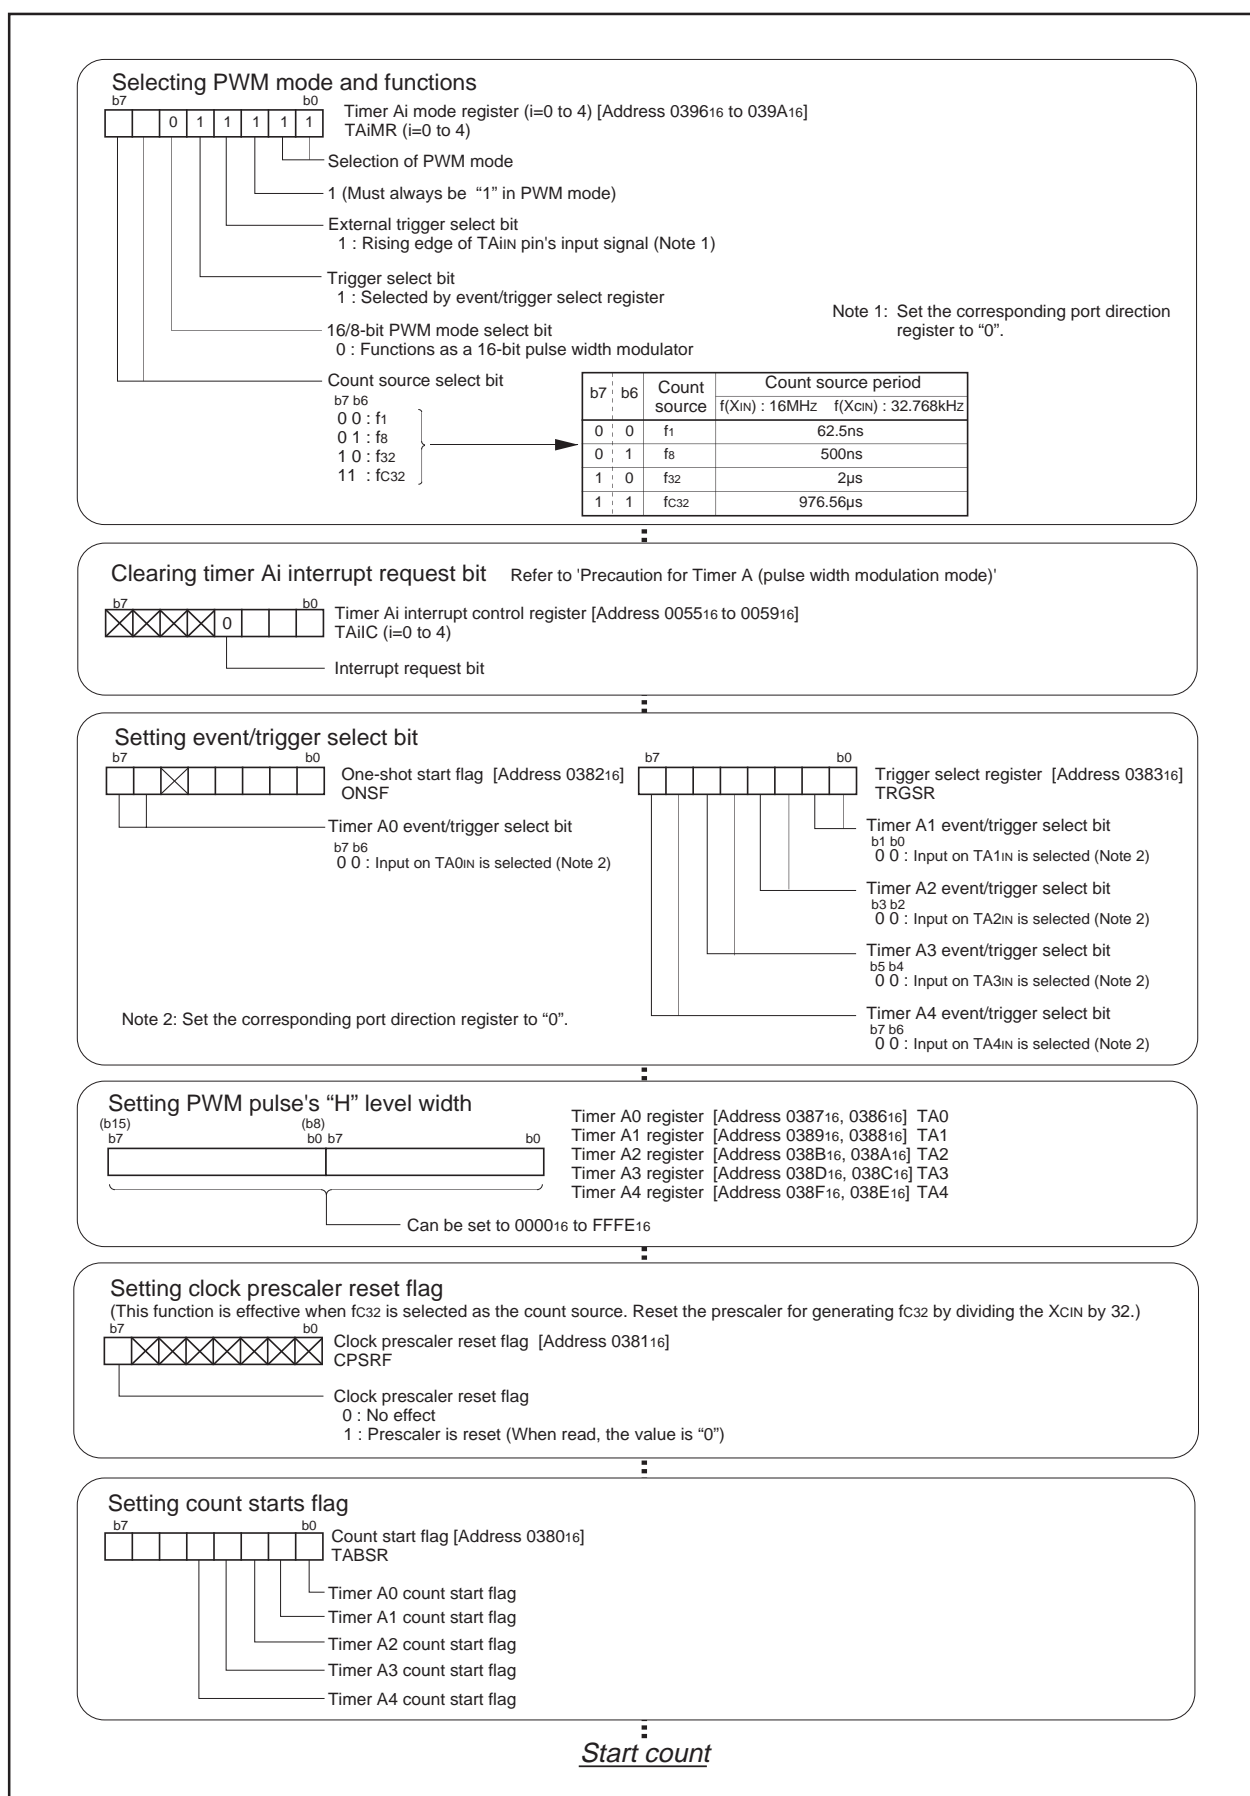 Selecting PWM mode and functions
b7 b0
0 1 1 1 1 1
Timer Ai mode register (i=0 to 4) [Address 039616 to 039A16]
TAiMR (i=0 to 4)
Selection of PWM mode
1 (Must always be “1” in PWM mode)
External trigger select bit
1 : Rising edge of TAiIN pin's input signal (Note 1)
Trigger select bit
1 : Selected by event/trigger select register
Note 1: Set the corresponding port direction
register to “0”.
16/8-bit PWM mode select bit
0 : Functions as a 16-bit pulse width modulator
Count source select bit
b7 b6
0 0 : f1
0 1 : f8
1 0 : f32
11 : fC32
b7 b6 Count source Count source period
f(XIN) : 16MHz f(XCIN) : 32.768kHz
0 0 f1 62.5ns
0 1 f8 500ns
1 0 f32 2µs
1 1 fC32 976.56µs
Clearing timer Ai interrupt request bit Refer to 'Precaution for Timer A (pulse width modulation mode)'
b7 b0
0
Timer Ai interrupt control register [Address 005516 to 005916]
TAiIC (i=0 to 4)
Interrupt request bit
Setting event/trigger select bit
b7 b0
One-shot start flag [Address 038216]
ONSF
Timer A0 event/trigger select bit
b7 b6
0 0 : Input on TA0IN is selected (Note 2)
Note 2: Set the corresponding port direction register to “0”.
b7 b0
Trigger select register [Address 038316]
TRGSR
Timer A1 event/trigger select bit
b1 b0
0 0 : Input on TA1IN is selected (Note 2)
Timer A2 event/trigger select bit
b3 b2
0 0 : Input on TA2IN is selected (Note 2)
Timer A3 event/trigger select bit
b5 b4
0 0 : Input on TA3IN is selected (Note 2)
Timer A4 event/trigger select bit
b7 b6
0 0 : Input on TA4IN is selected (Note 2)
Setting PWM pulse's “H” level width
(b15) (b8)
b7 b0 b7 b0
Timer A0 register [Address 038716, 038616] TA0
Timer A1 register [Address 038916, 038816] TA1
Timer A2 register [Address 038B16, 038A16] TA2
Timer A3 register [Address 038D16, 038C16] TA3
Timer A4 register [Address 038F16, 038E16] TA4
Can be set to 000016 to FFFE16
Setting clock prescaler reset flag
(This function is effective when fC32 is selected as the count source. Reset the prescaler for generating fC32 by dividing the XCIN by 32.)
b7 b0
Clock prescaler reset flag [Address 038116]
CPSRF
Clock prescaler reset flag
0 : No effect
1 : Prescaler is reset (When read, the value is “0”)
Setting count starts flag
b7 b0
Count start flag [Address 038016]
TABSR
Timer A0 count start flag
Timer A1 count start flag
Timer A2 count start flag
Timer A3 count start flag
Timer A4 count start flag
Start count